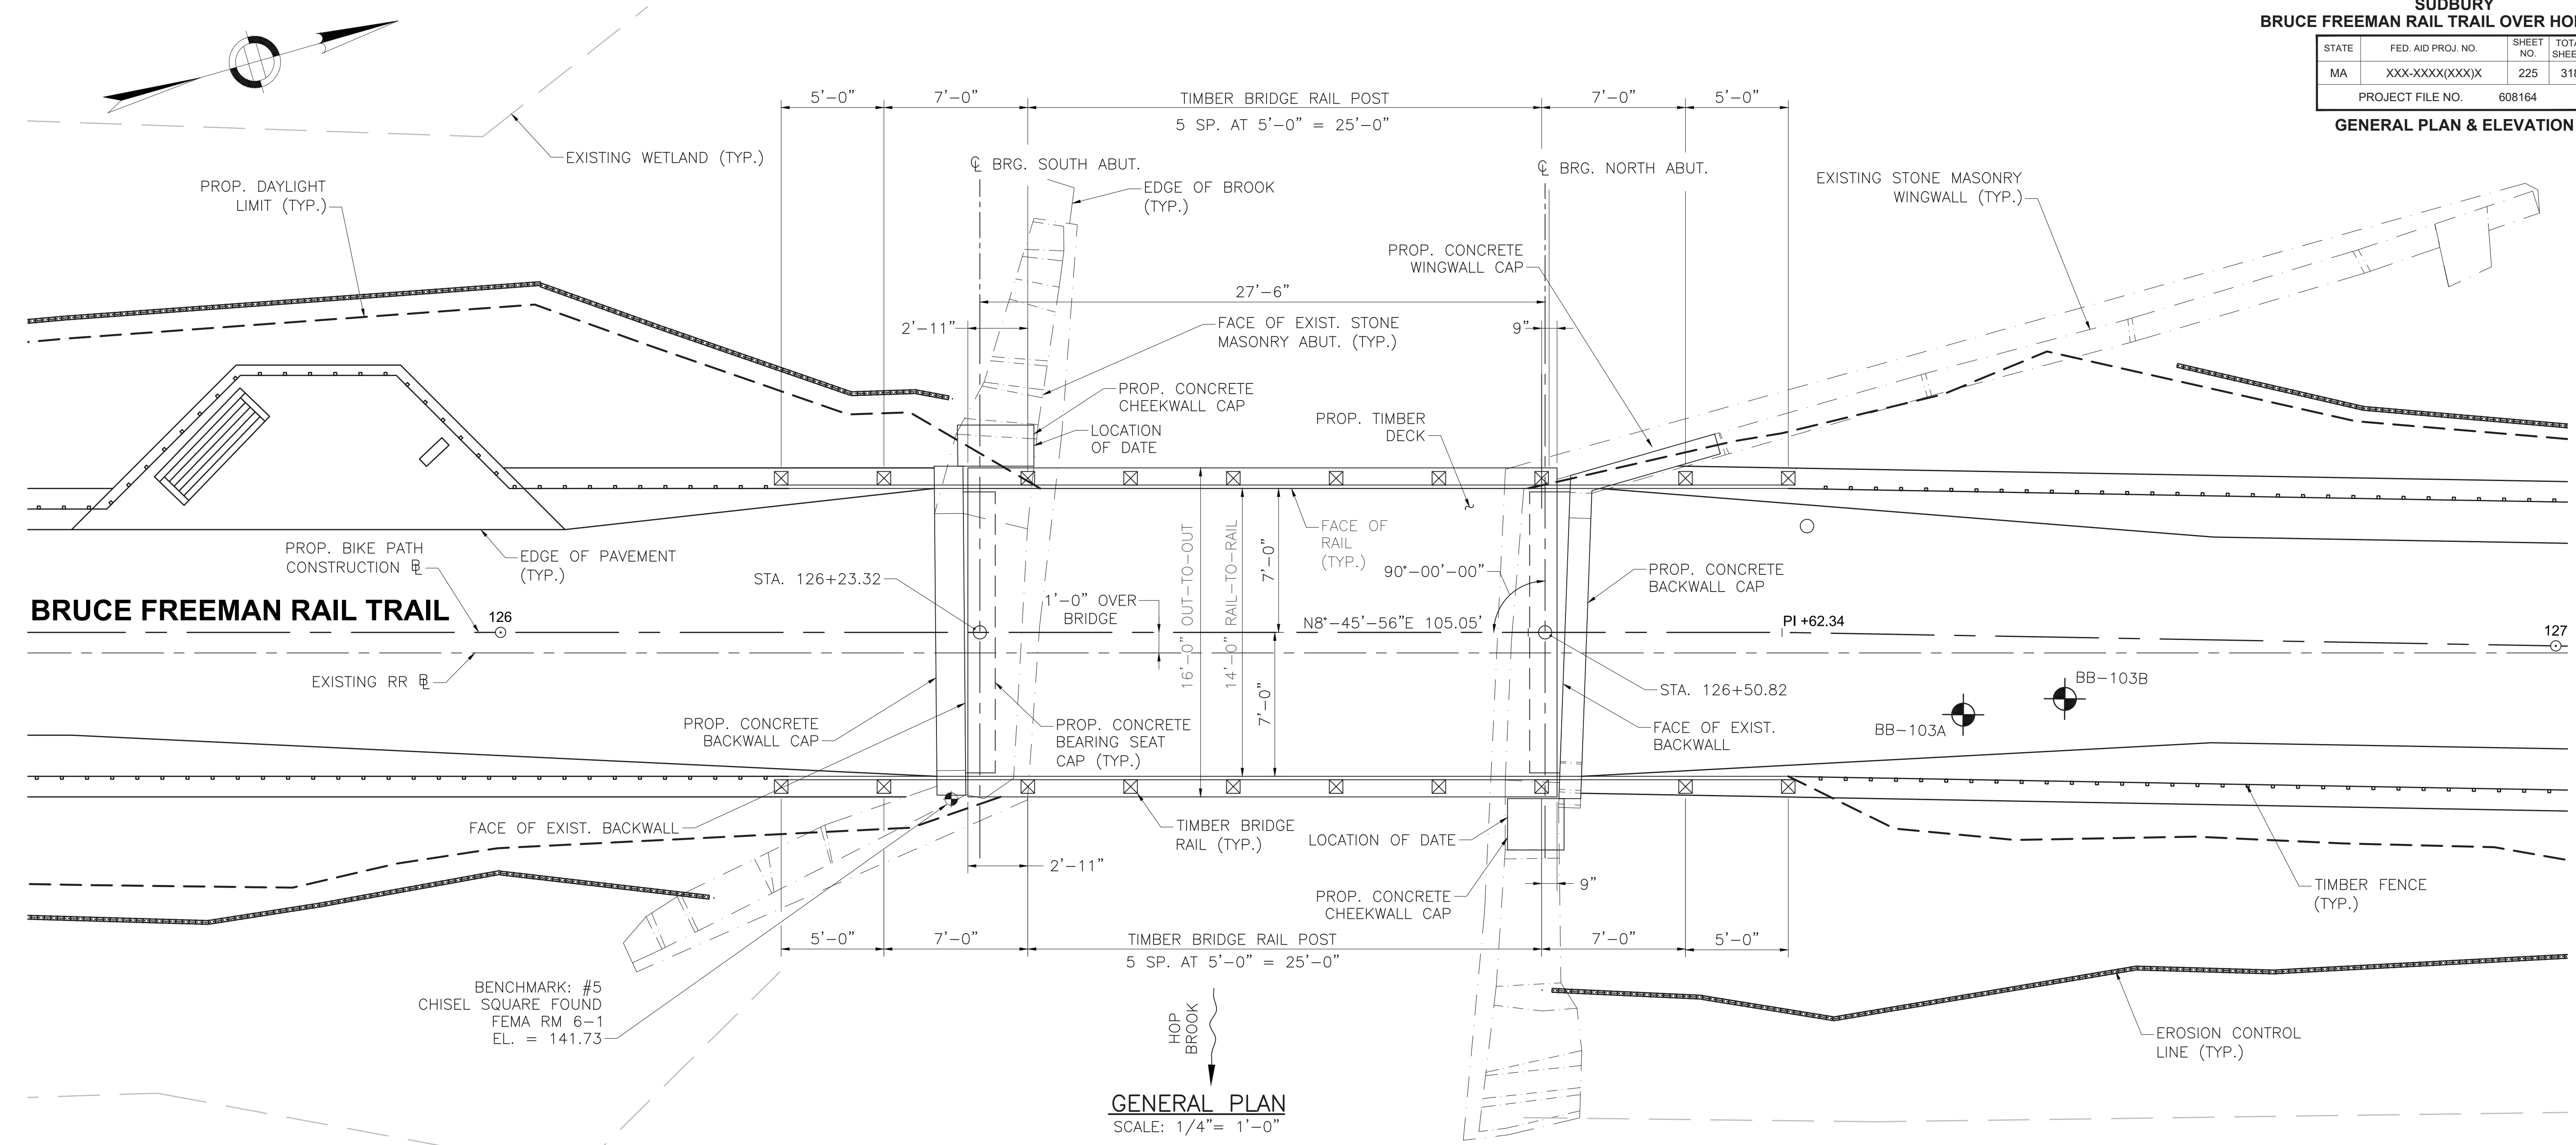 SUDBURY
BRUCE FREEMAN RAIL TRAIL OVER
STATE FED. AID PROJ. NO. SHEET NO.
MA XXX-XXXX(XXX)X 225 318
PROJECT FILE NO. 608164
GENERAL PLAN & ELEVATION
5'-0" 7'-0" TIMBER BRIDGE RAIL POST 7'-0" 5'-0"
5 SP. AT 5'-0" = 25'-0"
EXISTING WETLAND (TYP.)
℄ BRG. SOUTH ABUT.
℄ BRG. NORTH ABUT.
PROP. DAYLIGHT
LIMIT (TYP.)
EDGE OF BROOK
(TYP.)
EXISTING STONE MASONRY
WINGWALL (TYP.)
PROP. CONCRETE
WINGWALL CAP
27'-6"
2'-11"
FACE OF EXIST. STONE
MASONRY ABUT. (TYP.)
9"
PROP. CONCRETE
CHEEKWALL CAP
LOCATION
OF DATE
PROP. TIMBER
DECK
FACE OF
RAIL
(TYP.)
16'-0" OUT-TO-OUT
14'-0" RAIL-TO-RAIL
7'-0"
7'-0"
PROP. BIKE PATH
CONSTRUCTION BL
EDGE OF PAVEMENT
(TYP.)
STA. 126+23.32
1'-0" OVER
BRIDGE
90°-00'-00"
PROP. CONCRETE
BACKWALL CAP
BRUCE FREEMAN RAIL TRAIL
126
N8°-45'-56"E 105.05'
PI +62.34
127
EXISTING RR BL
STA. 126+50.82
BB-103B
BB-103A
PROP. CONCRETE
BACKWALL CAP
PROP. CONCRETE
BEARING SEAT
CAP (TYP.)
FACE OF EXIST.
BACKWALL
FACE OF EXIST. BACKWALL
TIMBER BRIDGE
RAIL (TYP.)
LOCATION OF DATE
2'-11"
9"
PROP. CONCRETE
CHEEKWALL CAP
TIMBER FENCE
(TYP.)
5'-0" 7'-0" TIMBER BRIDGE RAIL POST 7'-0" 5'-0"
5 SP. AT 5'-0" = 25'-0"
BENCHMARK: #5
CHISEL SQUARE FOUND
FEMA RM 6-1
EL. = 141.73
HOP
BROOK
EROSION CONTROL
LINE (TYP.)
GENERAL PLAN
SCALE: 1/4"= 1'-0"